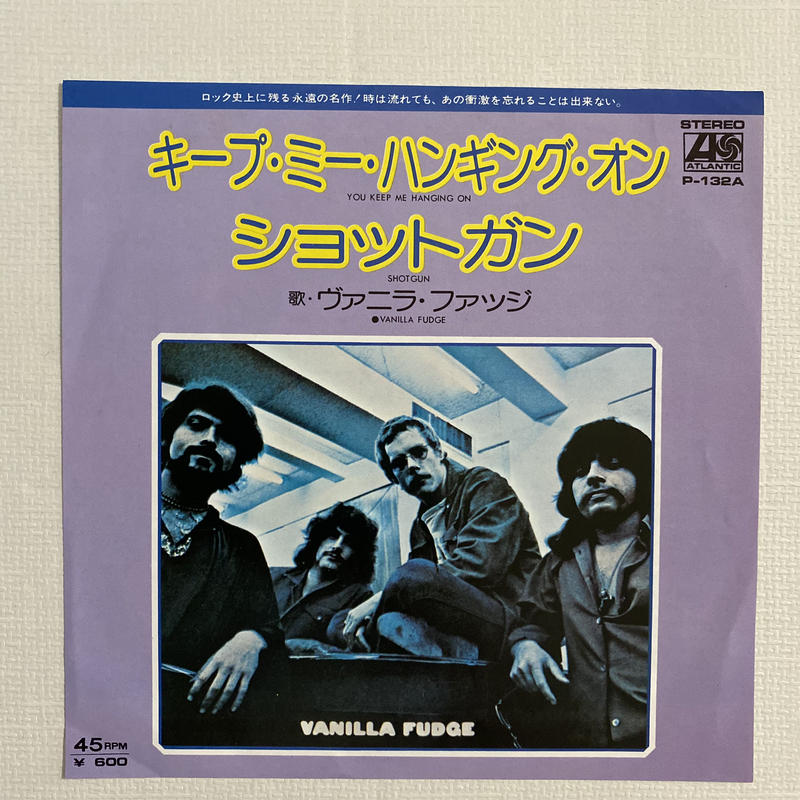 ロック史上に残る永遠の名作!時は流れても、あの衝激を忘れることは出来ない。
STEREO
ATLANTIC
P-132A
キープ・ミー・ハンギング・オン
YOU KEEP ME HANGING ON
ショットガン
SHOTGUN
歌・ヴァニラ・ファッジ
●VANILLA FUDGE
VANILLA FUDGE
45RPM
¥ 600